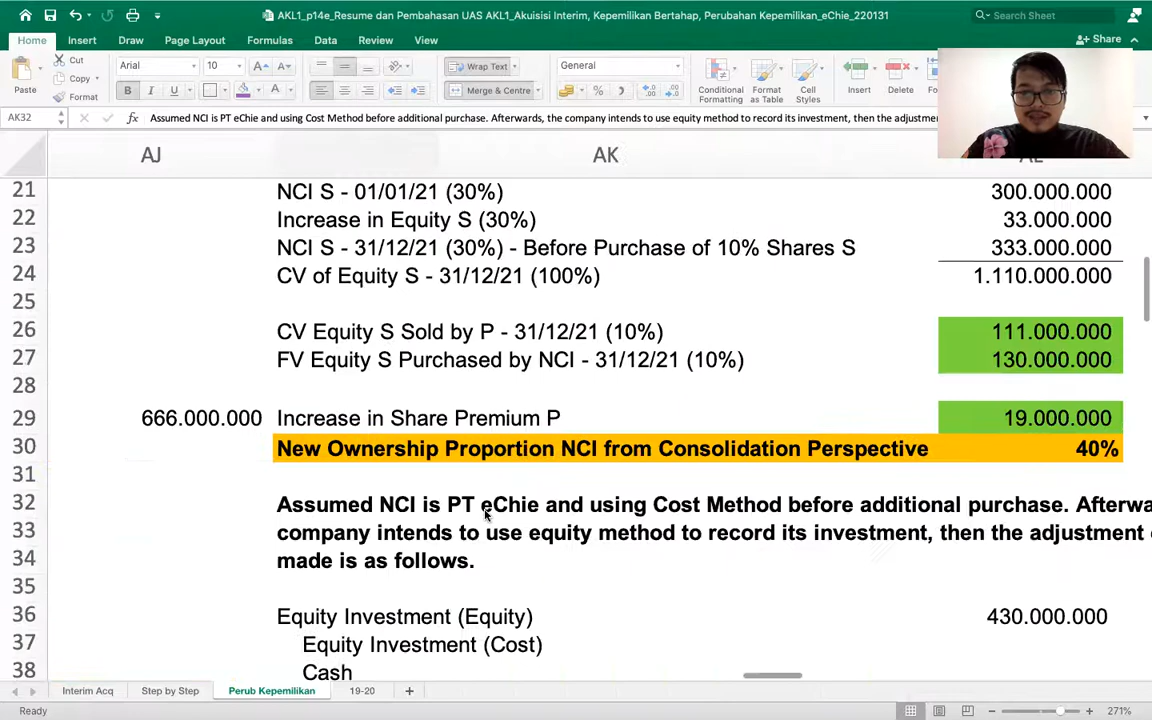 AKL1_p14e_Resume dan Pembahasan UAS AKL1_Akuisisi Interim, Kepemilikan Bertahap, Perubahan Kepemilikan_eChie_220131
Search Sheet
Home Insert Draw Page Layout Formulas Data Review View
Share
Paste
Cut
Copy
Format
Arial 10
B I U
Wrap Text
Merge & Centre
General
Conditional Formatting
Format as Table
Cell Styles
Insert
Delete
AK32 fx Assumed NCI is PT eChie and using Cost Method before additional purchase. Afterwards, the company intends to use equity method to record its investment, then the adjustme
AJ AK
21 NCI S - 01/01/21 (30%) 300.000.000
22 Increase in Equity S (30%) 33.000.000
23 NCI S - 31/12/21 (30%) - Before Purchase of 10% Shares S 333.000.000
24 CV of Equity S - 31/12/21 (100%) 1.110.000.000
25
26 CV Equity S Sold by P - 31/12/21 (10%) 111.000.000
27 FV Equity S Purchased by NCI - 31/12/21 (10%) 130.000.000
28
29 666.000.000 Increase in Share Premium P 19.000.000
30 New Ownership Proportion NCI from Consolidation Perspective 40%
31
32 Assumed NCI is PT eChie and using Cost Method before additional purchase. Afterwa
33 company intends to use equity method to record its investment, then the adjustment
34 made is as follows.
35
36 Equity Investment (Equity) 430.000.000
37 Equity Investment (Cost)
38 Cash
Interim Acq Step by Step Perub Kepemilikan 19-20 +
Ready 271%